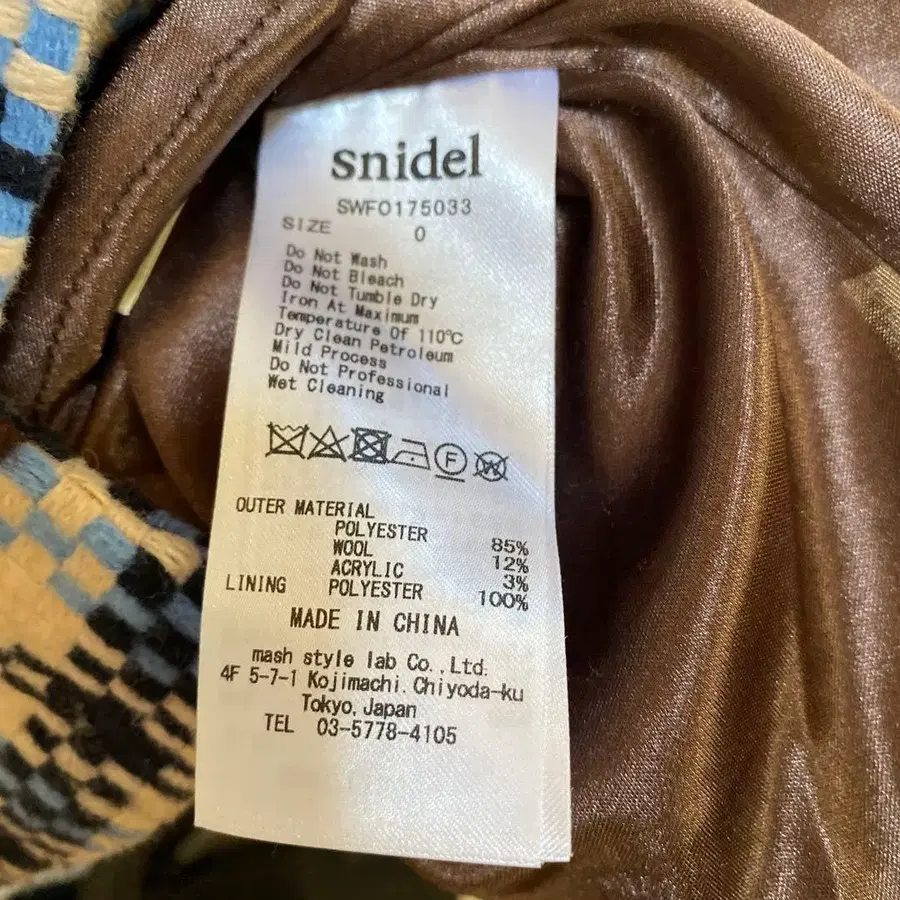 snidel
SWFO175033
SIZE 0
Do Not Wash
Do Not Bleach
Do Not Tumble Dry
Iron At Maximum
Temperature Of 110℃
Dry Clean Petroleum
Mild Process
Do Not Professional
Wet Cleaning
F
W
OUTER MATERIAL
POLYESTER 85%
WOOL 12%
ACRYLIC 3%
LINING POLYESTER 100%
MADE IN CHINA
mash style lab Co.,Ltd.
4F 5-7-1 Kojimachi.Chiyoda-ku
Tokyo,Japan
TEL 03-5778-4105